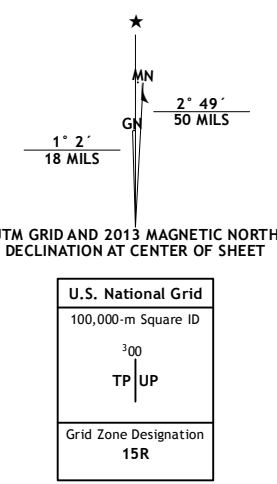 ★
MN
GN
2° 49´
50 MILS
1° 2´
18 MILS
UTM GRID AND 2013 MAGNETIC NORTH
DECLINATION AT CENTER OF SHEET
U.S. National Grid
100,000-m Square ID
³00
TP UP
Grid Zone Designation
15R